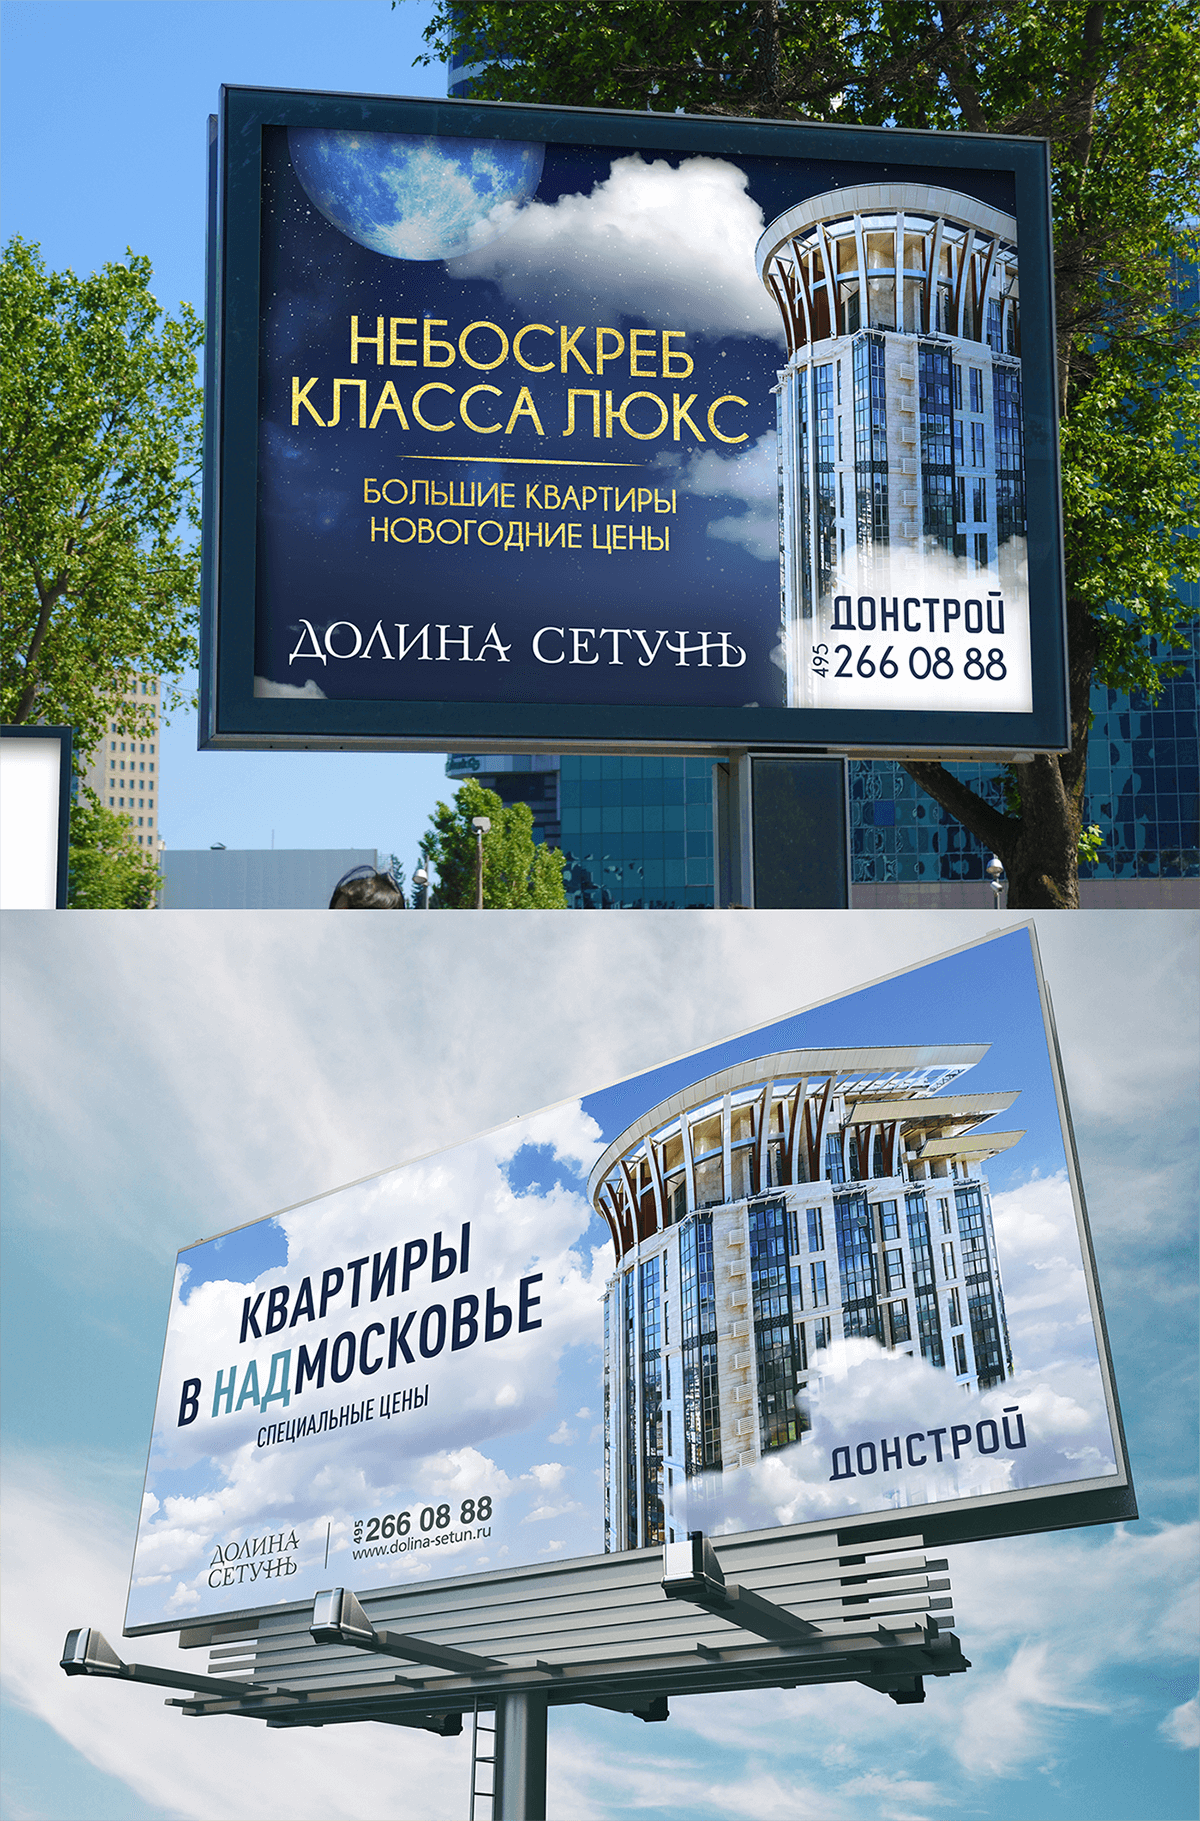 НЕБОСКРЕБ
КЛАССА ЛЮКС
БОЛЬШИЕ КВАРТИРЫ
НОВОГОДНИЕ ЦЕНЫ
ДОЛИНА СЕТУНЬ
ДОНСТРОЙ
495 266 08 88
КВАРТИРЫ
В НАДМОСКОВЬЕ
СПЕЦИАЛЬНЫЕ ЦЕНЫ
ДОНСТРОЙ
ДОЛИНА
СЕТУНЬ
495 266 08 88
www.dolina-setun.ru